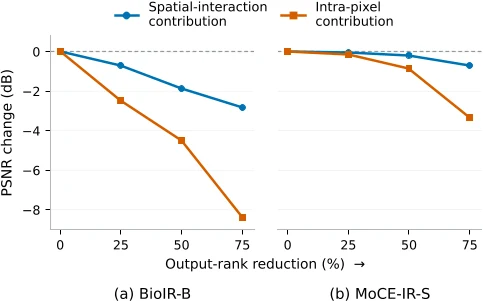 Spatial-interaction
contribution
Intra-pixel
contribution
PSNR change (dB)
0
−2
−4
−6
−8
0 25 50 75
0 25 50 75
Output-rank reduction (%) →
(a) BioIR-B
(b) MoCE-IR-S